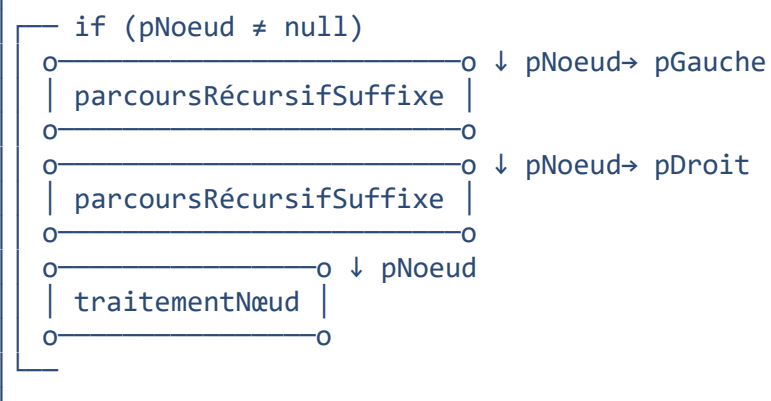 if (pNoeud ≠ null)
o─────────────────────────o ↓ pNoeud→ pGauche
│ parcoursRécursifSuffixe │
o─────────────────────────o
o─────────────────────────o ↓ pNoeud→ pDroit
│ parcoursRécursifSuffixe │
o─────────────────────────o
o────────────────o ↓ pNoeud
│ traitementNœud │
o────────────────o